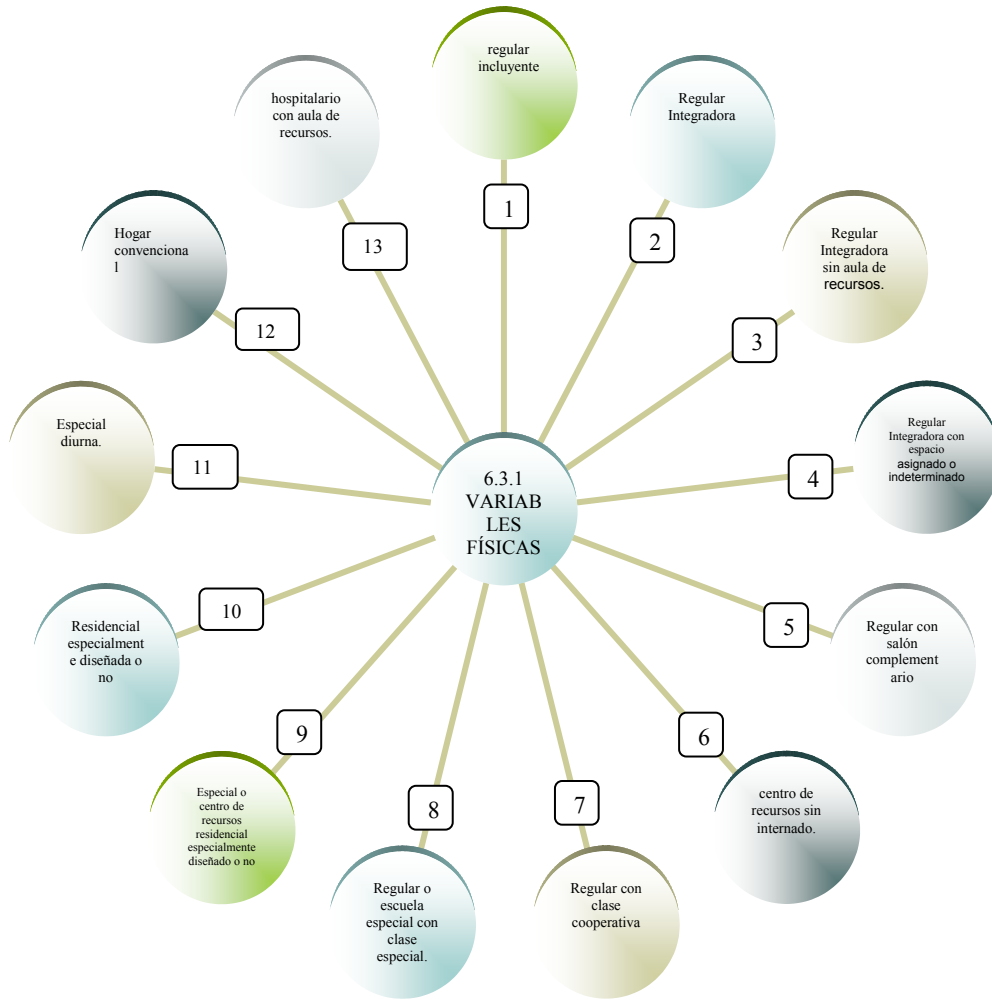 6.3.1
VARIAB
LES
FÍSICAS
1
regular
incluyente
2
Regular
Integradora
3
Regular
Integradora
sin aula de
recursos.
4
Regular
Integradora con
espacio
asignado o
indeterminado
5
Regular con
salón
complement
ario
6
centro de
recursos sin
internado.
7
Regular con
clase
cooperativa
8
Regular o
escuela
especial con
clase
especial.
9
Especial o
centro de
recursos
residencial
especialmente
diseñado o no
10
Residencial
especialment
e diseñada o
no
11
Especial
diurna.
12
Hogar
convenciona
l
13
hospitalario
con aula de
recursos.